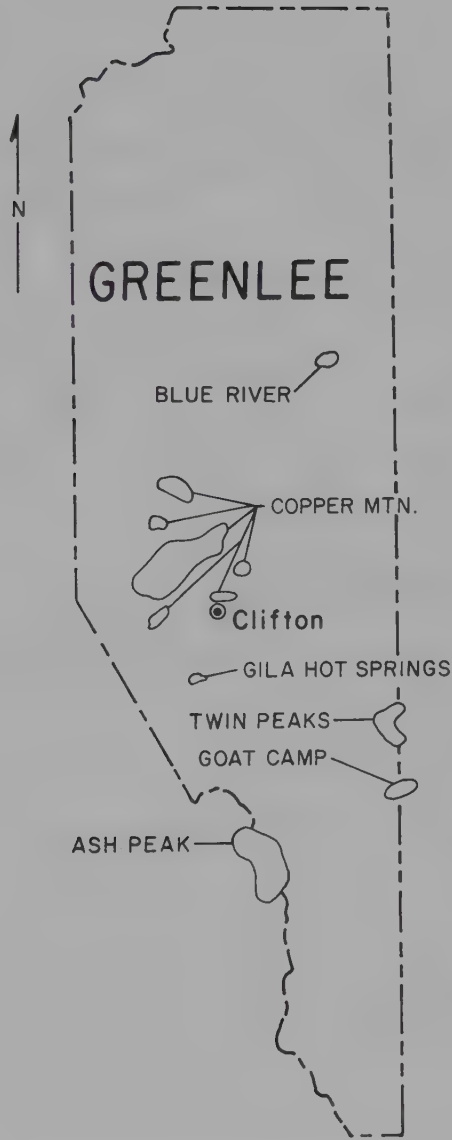 N
GREENLEE
BLUE RIVER
COPPER MTN.
Clifton
GILA HOT SPRINGS
TWIN PEAKS
GOAT CAMP
ASH PEAK